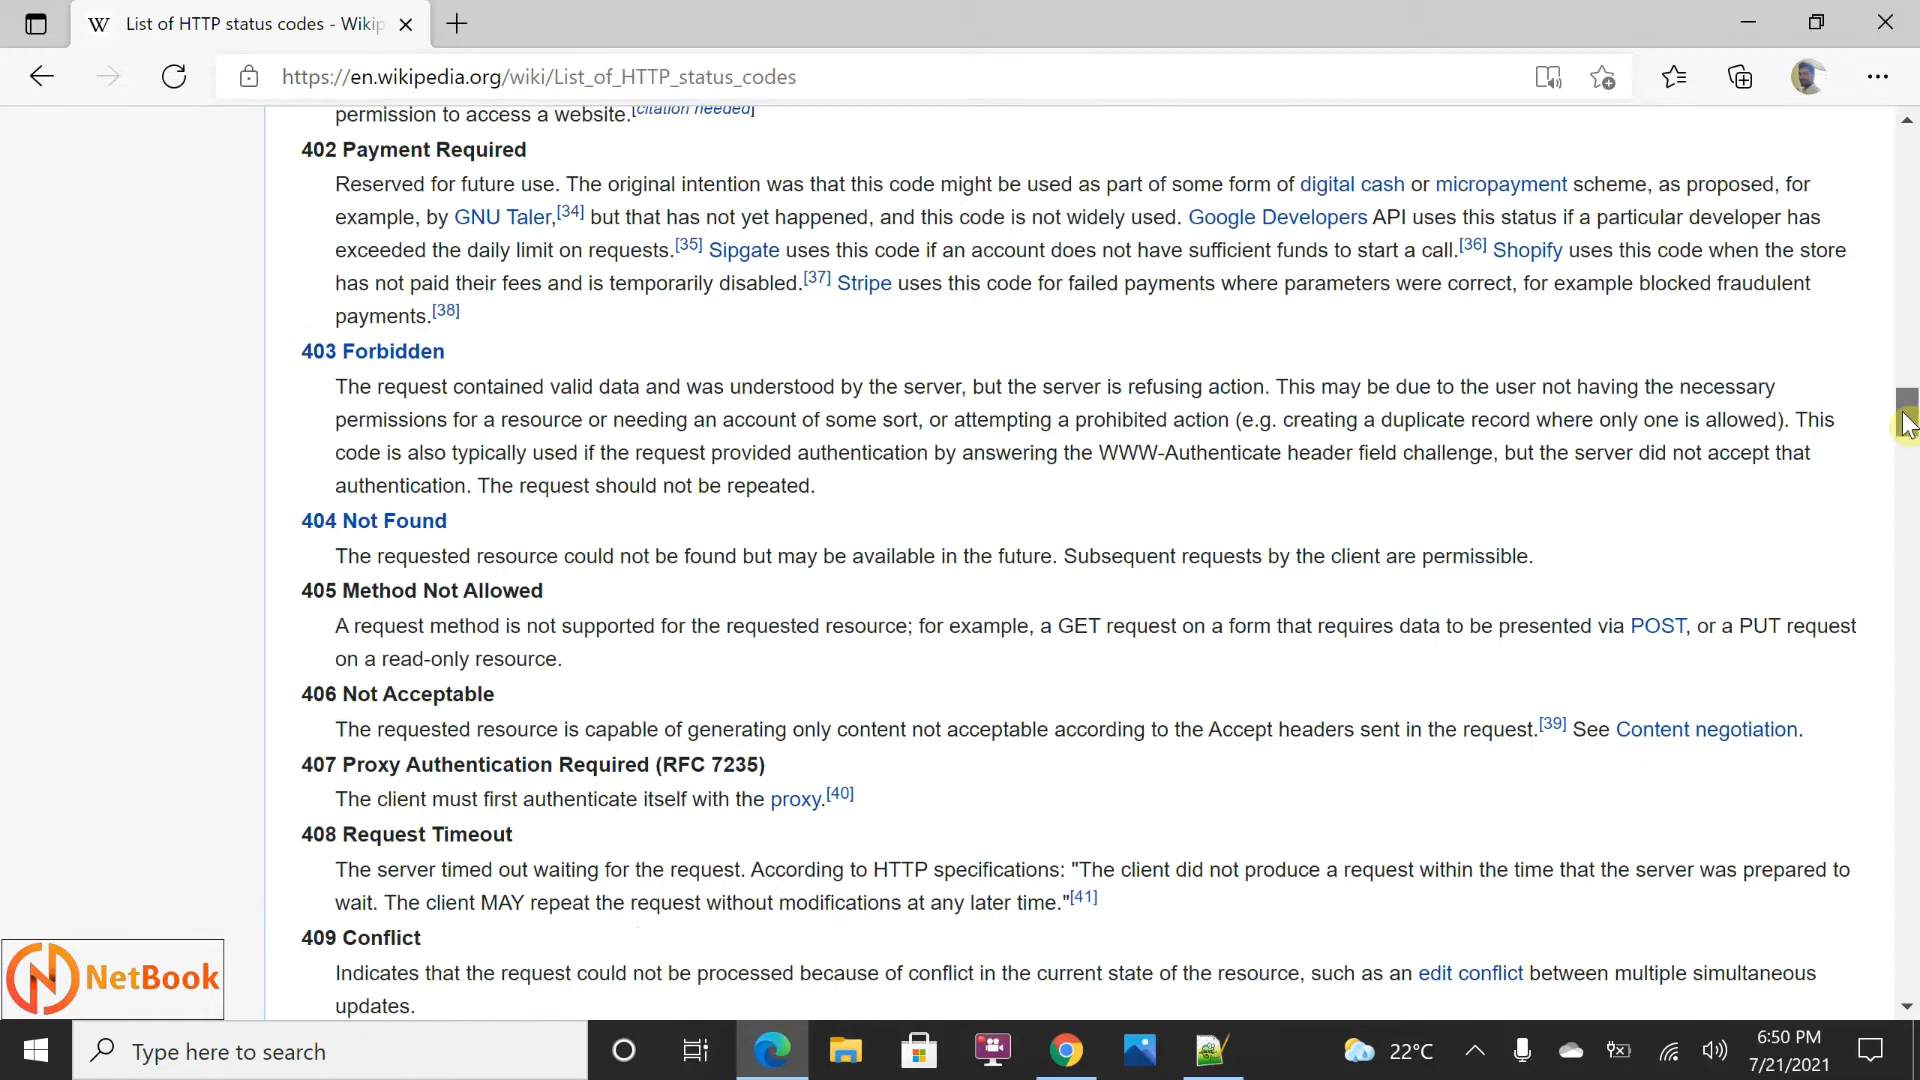 List of HTTP status codes - Wikip
https://en.wikipedia.org/wiki/List_of_HTTP_status_codes
permission to access a website.[citation needed]
402 Payment Required
Reserved for future use. The original intention was that this code might be used as part of some form of digital cash or micropayment scheme, as proposed, for
example, by GNU Taler,[34] but that has not yet happened, and this code is not widely used. Google Developers API uses this status if a particular developer has
exceeded the daily limit on requests.[35] Sipgate uses this code if an account does not have sufficient funds to start a call.[36] Shopify uses this code when the store
has not paid their fees and is temporarily disabled.[37] Stripe uses this code for failed payments where parameters were correct, for example blocked fraudulent
payments.[38]
403 Forbidden
The request contained valid data and was understood by the server, but the server is refusing action. This may be due to the user not having the necessary
permissions for a resource or needing an account of some sort, or attempting a prohibited action (e.g. creating a duplicate record where only one is allowed). This
code is also typically used if the request provided authentication by answering the WWW-Authenticate header field challenge, but the server did not accept that
authentication. The request should not be repeated.
404 Not Found
The requested resource could not be found but may be available in the future. Subsequent requests by the client are permissible.
405 Method Not Allowed
A request method is not supported for the requested resource; for example, a GET request on a form that requires data to be presented via POST, or a PUT request
on a read-only resource.
406 Not Acceptable
The requested resource is capable of generating only content not acceptable according to the Accept headers sent in the request.[39] See Content negotiation.
407 Proxy Authentication Required (RFC 7235)
The client must first authenticate itself with the proxy.[40]
408 Request Timeout
The server timed out waiting for the request. According to HTTP specifications: "The client did not produce a request within the time that the server was prepared to
wait. The client MAY repeat the request without modifications at any later time."[41]
409 Conflict
Indicates that the request could not be processed because of conflict in the current state of the resource, such as an edit conflict between multiple simultaneous
updates.
NetBook
Type here to search
22°C
6:50 PM
7/21/2021